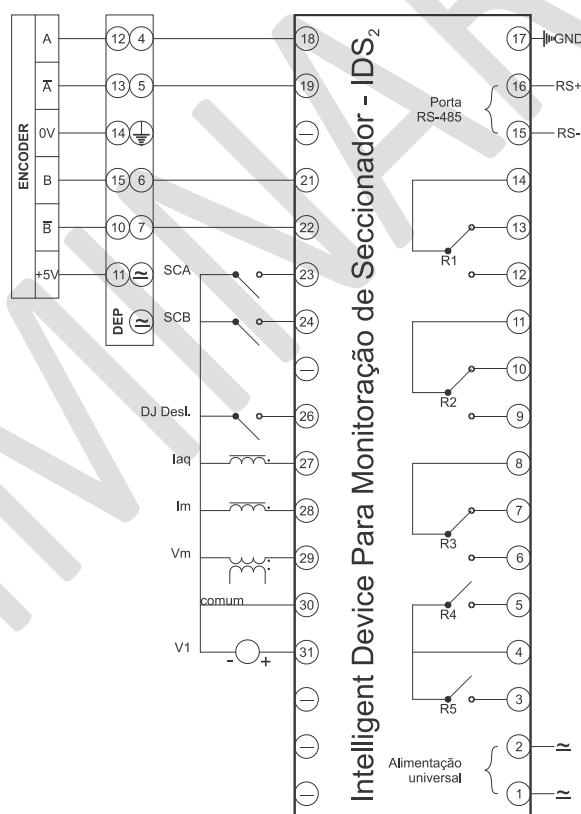 ENCODER
A
A
0V
B
B
+5V
12 4
13 5
14
15 6
10 7
11
DEP
SCA
SCB
DJ Desl.
Iaq
Im
Vm
comum
V1
- +
18
19
21
22
23
24
26
27
28
29
30
31
Intelligent Device Para Monitoração de Seccionador - IDS2
17 GND
16 RS+
Porta
RS-485
15 RS-
14
13
R1
12
11
10
R2
9
8
7
R3
6
R4
5
4
R5
3
2
Alimentação
universal
1